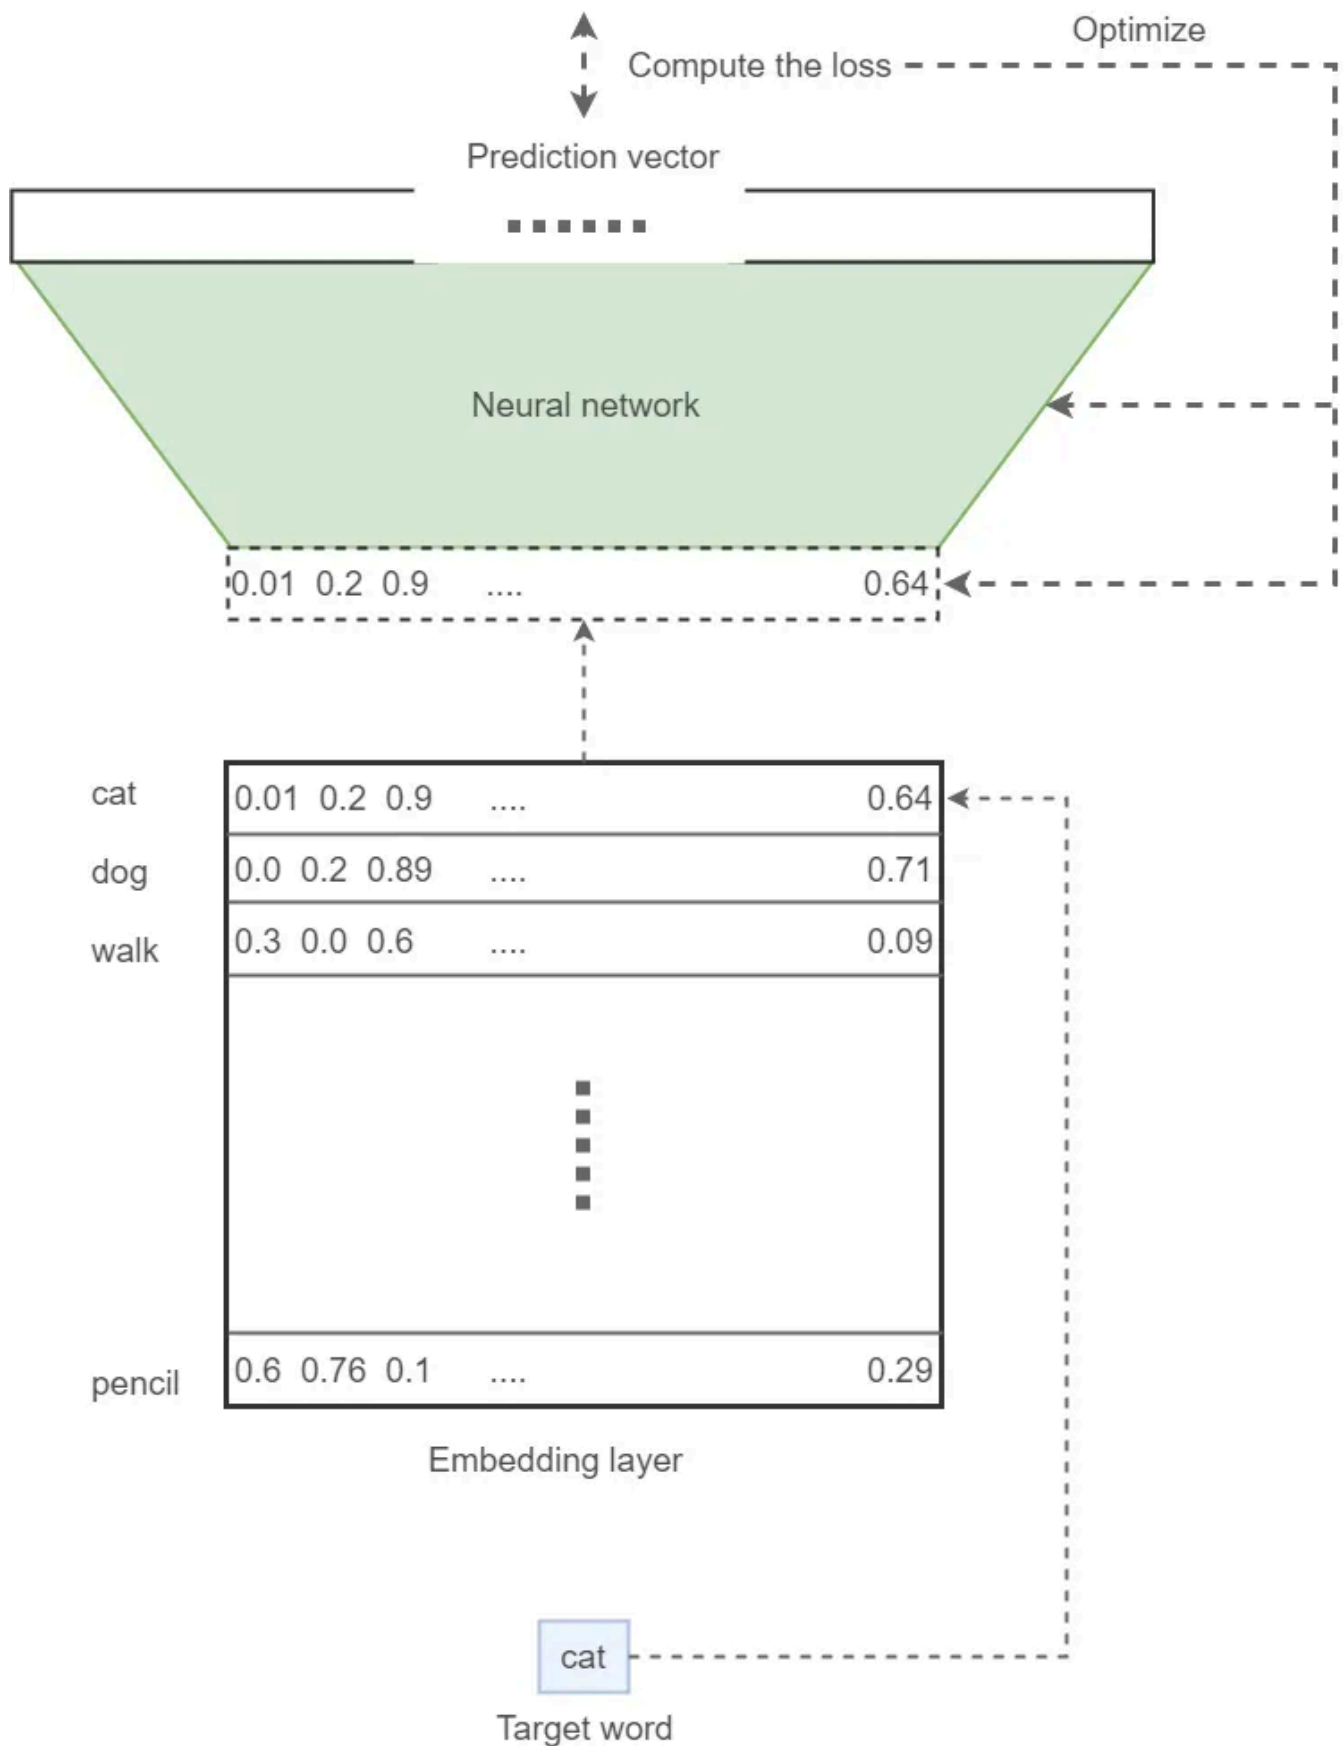 Optimize
Compute the loss
Prediction vector
Neural network
0.01 0.2 0.9 .... 0.64
cat 0.01 0.2 0.9 .... 0.64
dog 0.0 0.2 0.89 .... 0.71
walk 0.3 0.0 0.6 .... 0.09
pencil 0.6 0.76 0.1 .... 0.29
Embedding layer
cat
Target word